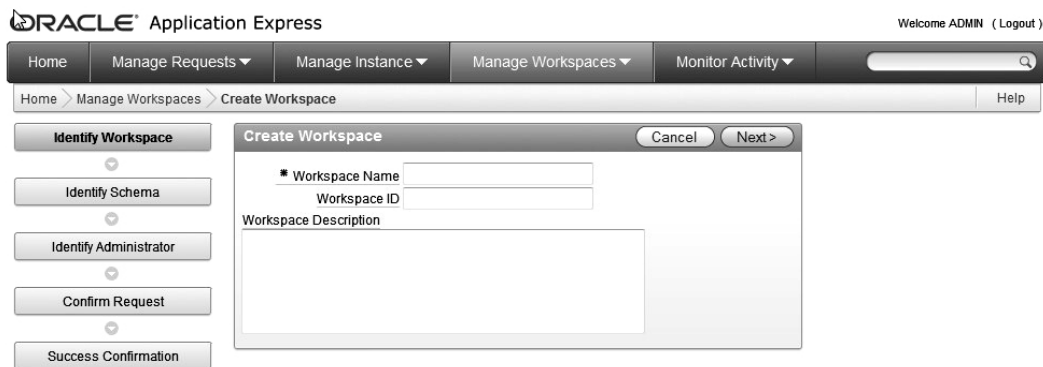 ORACLE Application Express
Welcome ADMIN ( Logout )
Home Manage Requests Manage Instance Manage Workspaces Monitor Activity
Home Manage Workspaces Create Workspace Help
Identify Workspace
Identify Schema
Identify Administrator
Confirm Request
Success Confirmation
Create Workspace Cancel Next >
* Workspace Name
Workspace ID
Workspace Description